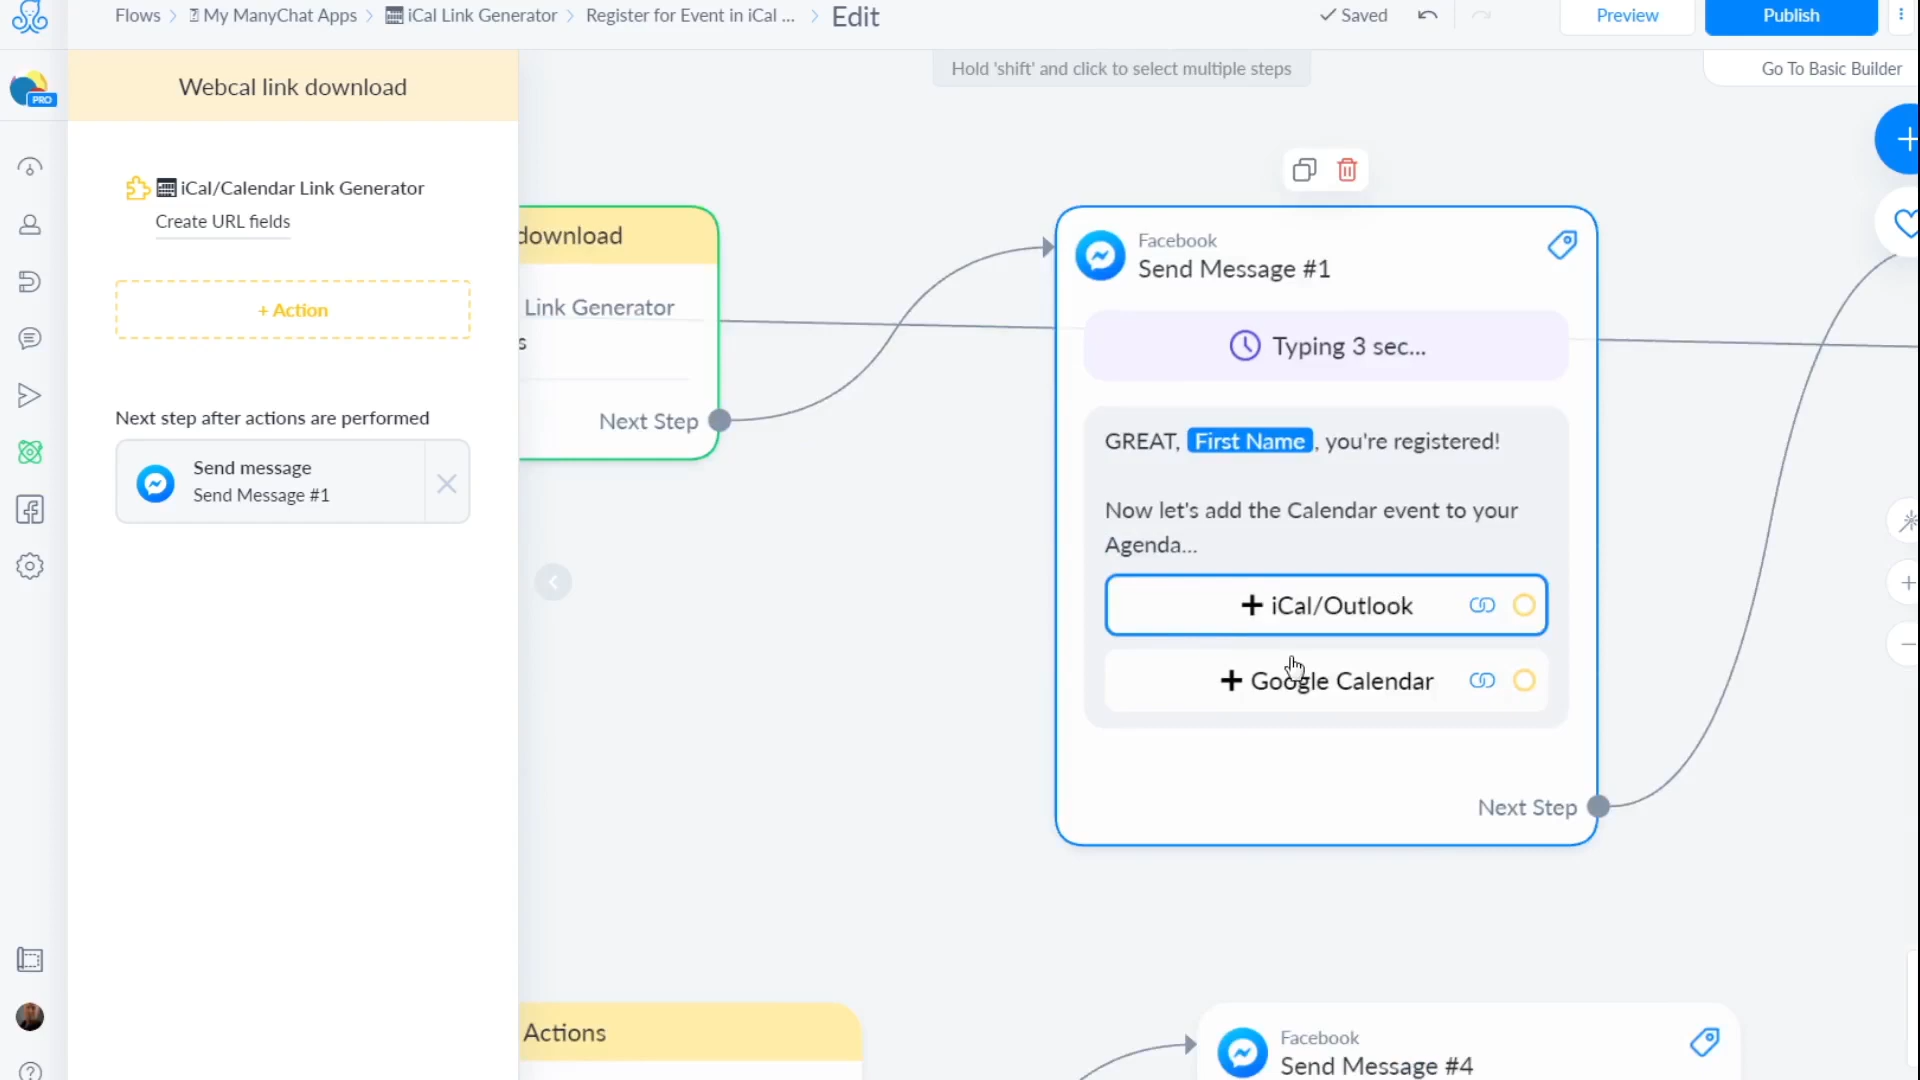 Flows
My ManyChat Apps
iCal Link Generator
Register for Event in iCal ...
Edit
Saved
Preview
Publish
PRO
Webcal link download
Hold 'shift' and click to select multiple steps
Go To Basic Builder
iCal/Calendar Link Generator
Create URL fields
+ Action
Next step after actions are performed
Send message
Send Message #1
download
Link Generator
s
Next Step
Facebook
Send Message #1
Typing 3 sec...
GREAT, First Name, you're registered!
Now let's add the Calendar event to your
Agenda...
+ iCal/Outlook
+ Google Calendar
Next Step
Actions
Facebook
Send Message #4